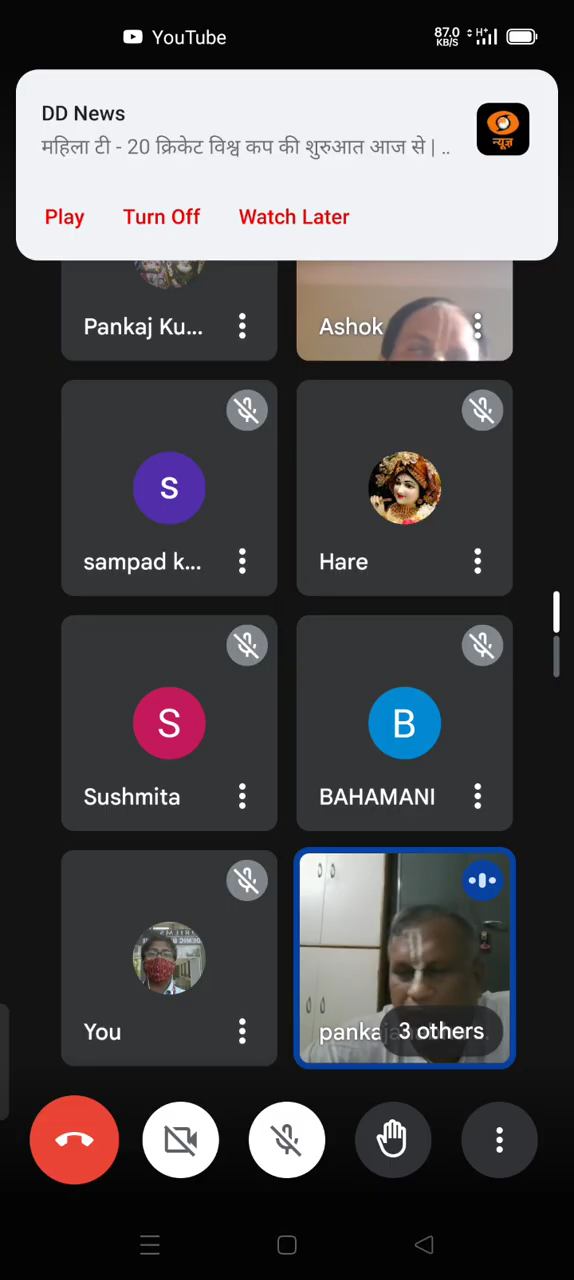 YouTube
87.0
KB/S
H+
DD News
महिला टी - 20 क्रिकेट विश्व कप की शुरुआत आज से | ..
न्यूज़
Play Turn Off Watch Later
Pankaj Ku...
Ashok
S
sampad k...
Hare
S
Sushmita
B
BAHAMANI
You
3 others